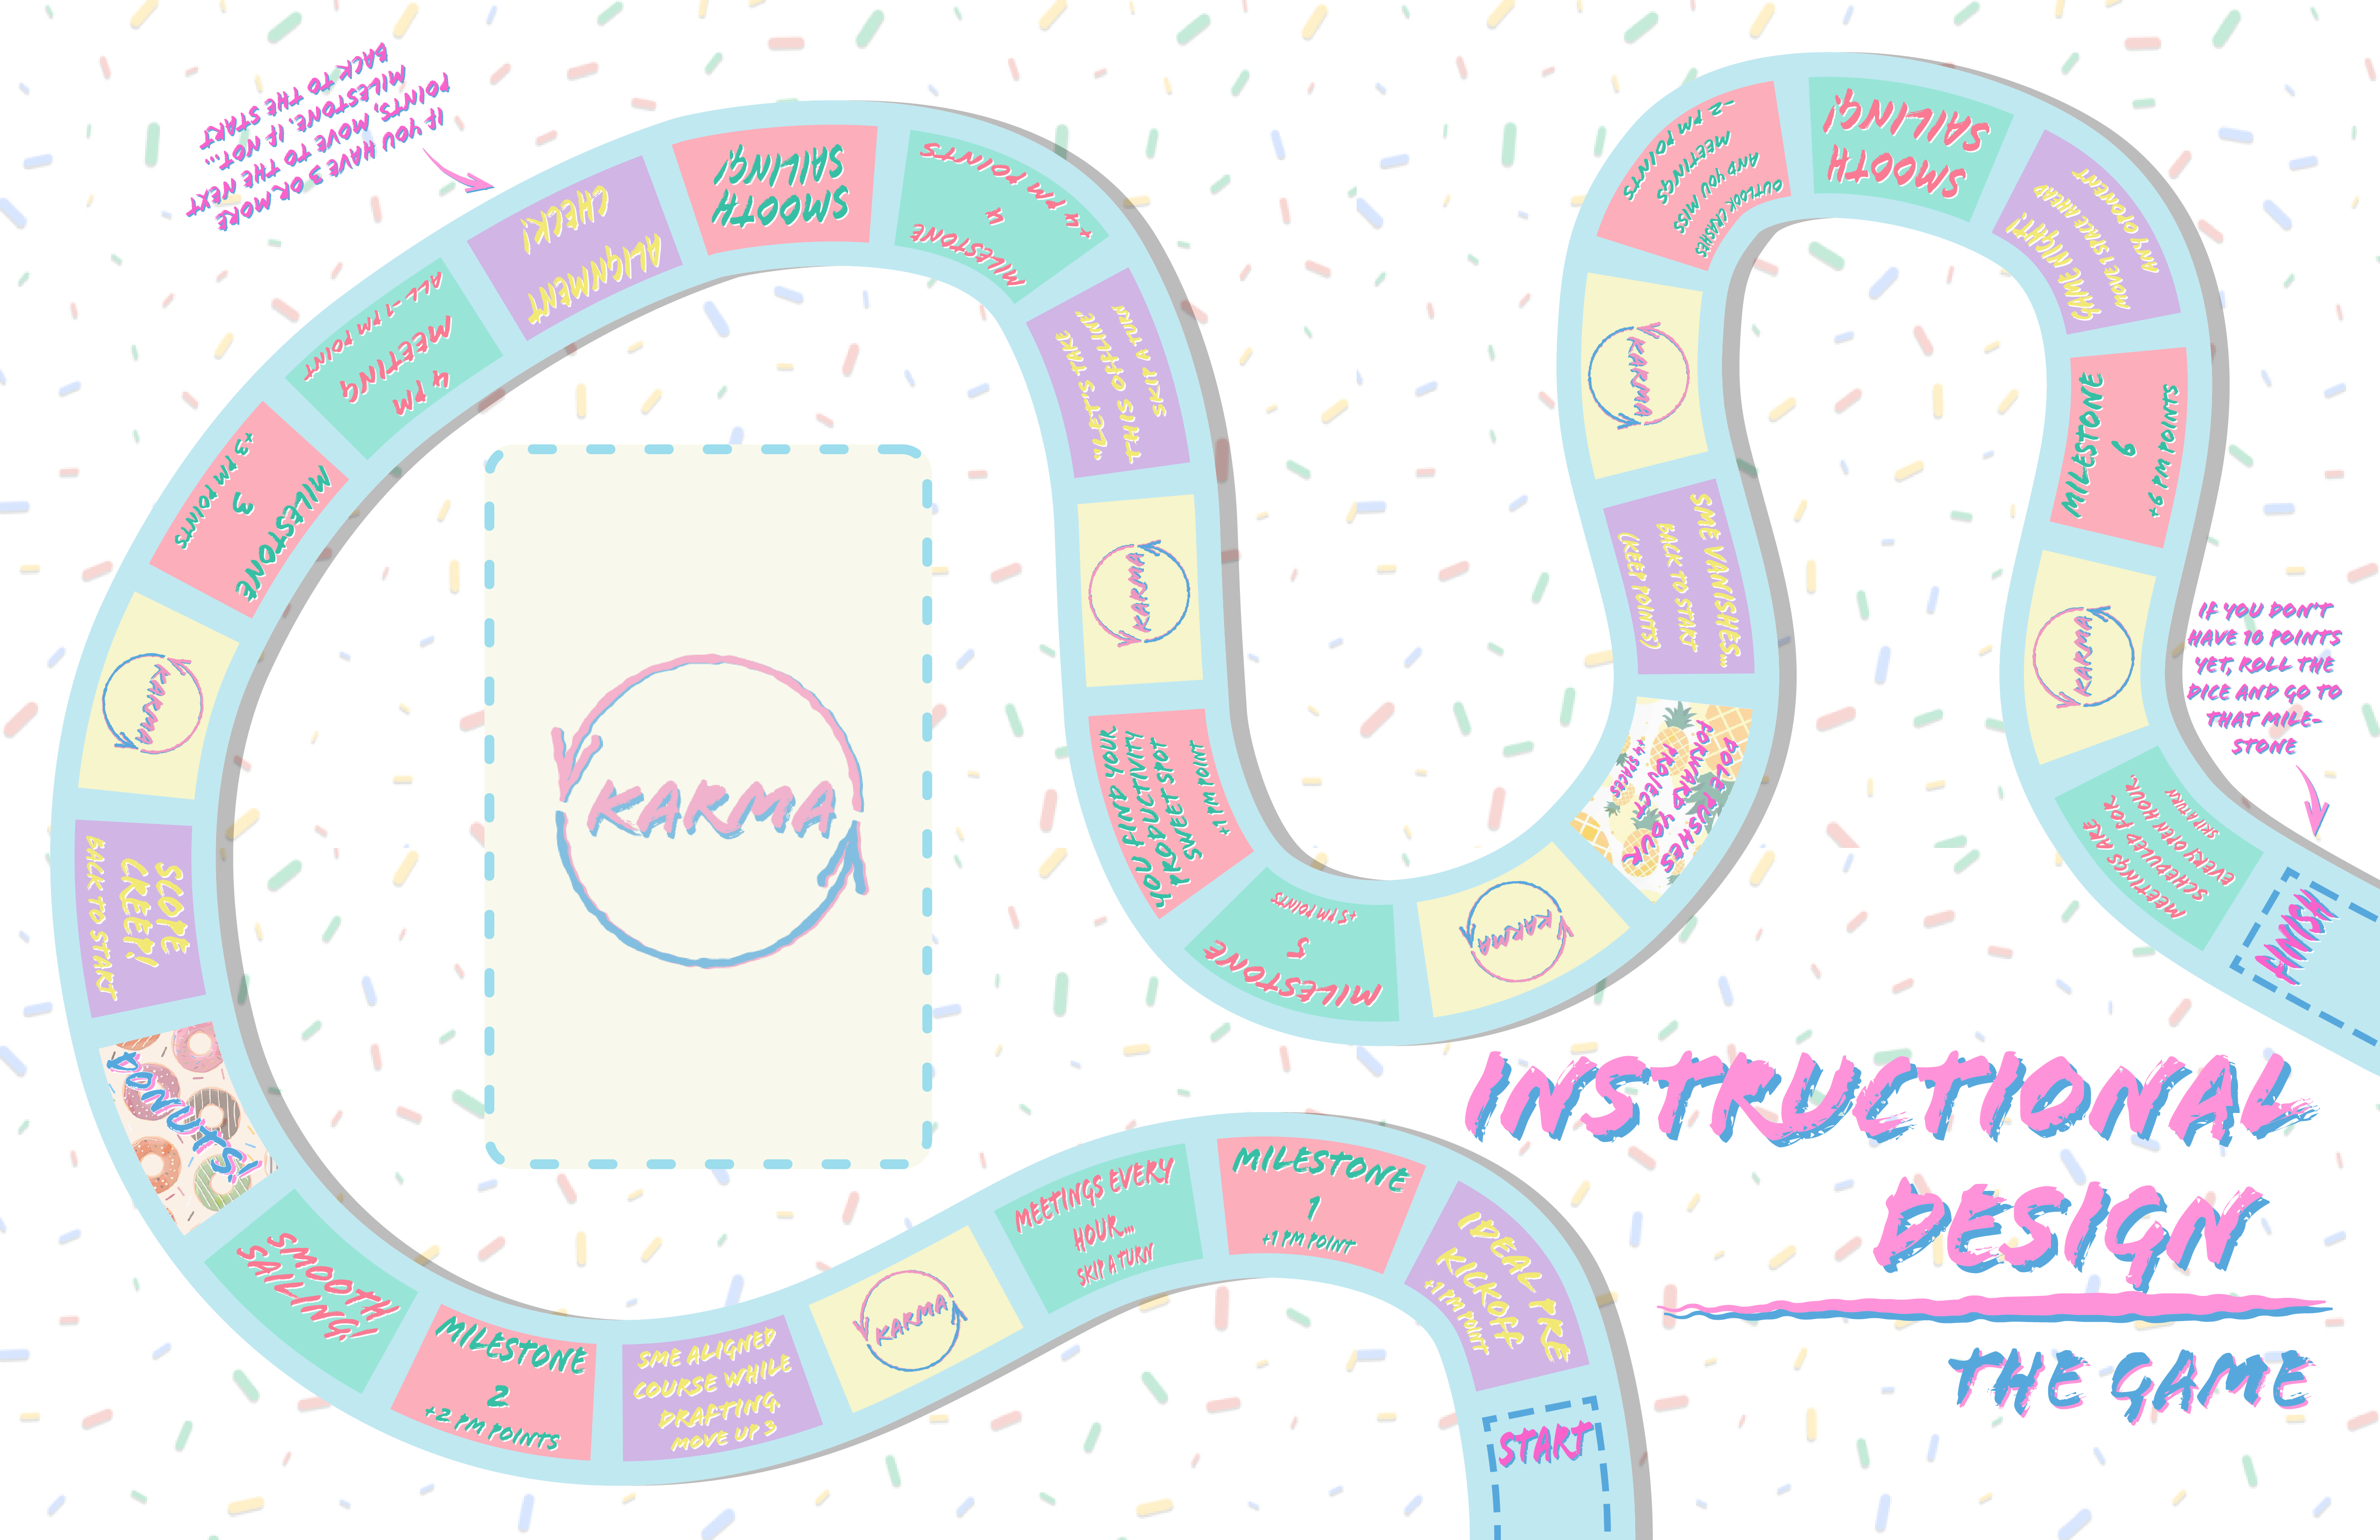 INSTRUCTIONAL
DESIGN
THE GAME
START
IDEAL PRE
KICKOFF
+1 PM POINT
MILESTONE
1
+1 PM POINT
MEETINGS EVERY
HOUR...
SKIP A TURN
KARMA
SME ALIGNED
COURSE WHILE
DRAFTING.
MOVE UP 3
MILESTONE
2
+2 PM POINTS
SMOOTH
SAILING!
DONUTS!
SCOPE
CREEP!
BACK TO START
KARMA
MILESTONE
3
+3 PM POINTS
4 PM
MEETING
ALL -1 PM POINT
ALIGNMENT
CHECK!
IF YOU HAVE 5 OR MORE
POINTS, MOVE TO THE NEXT
MILESTONE. IF NOT...
BACK TO THE START
SMOOTH
SAILING!
MILESTONE
4
+4 PM POINTS
"LET'S TAKE
THIS OFFLINE."
SKIP A TURN
KARMA
YOU FIND YOUR
PRODUCTIVITY
SWEET SPOT
+1 PM POINT
MILESTONE
5
+5 PM POINTS
KARMA
DOLE PUSHES
FORWARD YOUR
PROJECT
+4 SPACES
SME VANISHES...
BACK TO START
(KEEP POINTS)
KARMA
OUTLOOK CRASHES
AND YOU MISS
MEETINGS
-2 PM POINTS
SMOOTH
SAILING!
GAME NIGHT!
MOVE 1 SPACE AHEAD
ANY OPPONENT
MILESTONE
6
+6 PM POINTS
KARMA
MEETINGS ARE
SCHEDULED FOR
EVERY OPEN HOUR.
SKIP A TURN
IF YOU DON'T
HAVE 10 POINTS
YET, ROLL THE
DICE AND GO TO
THAT MILE-
STONE
FINISH
KARMA